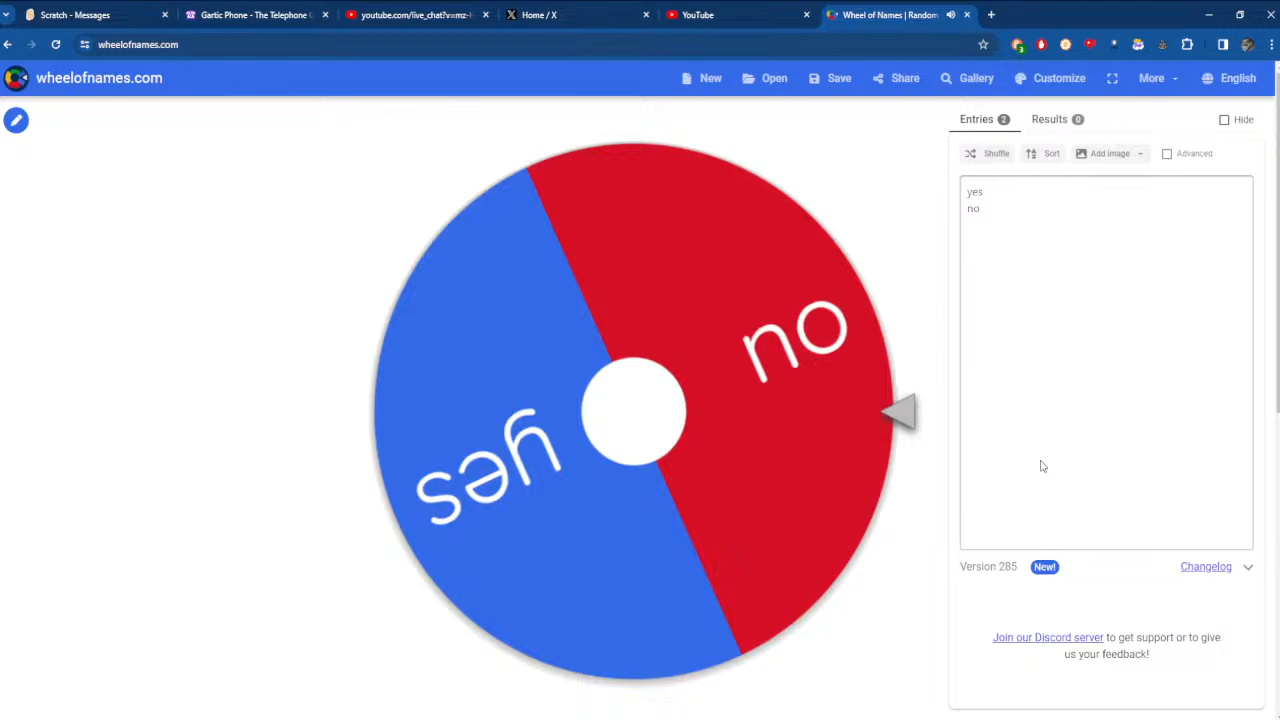 Scratch - Messages
Gartic Phone - The Telephone G
youtube.com/live_chat?v=mz-
Home / X
YouTube
Wheel of Names | Random
wheelofnames.com
3
wheelofnames.com
New
Open
Save
Share
Gallery
Customize
More
English
Entries 2
Results 0
Hide
Shuffle
Sort
Add image
Advanced
yes
no
no
yes
Version 285
New!
Changelog
Join our Discord server to get support or to give
us your feedback!